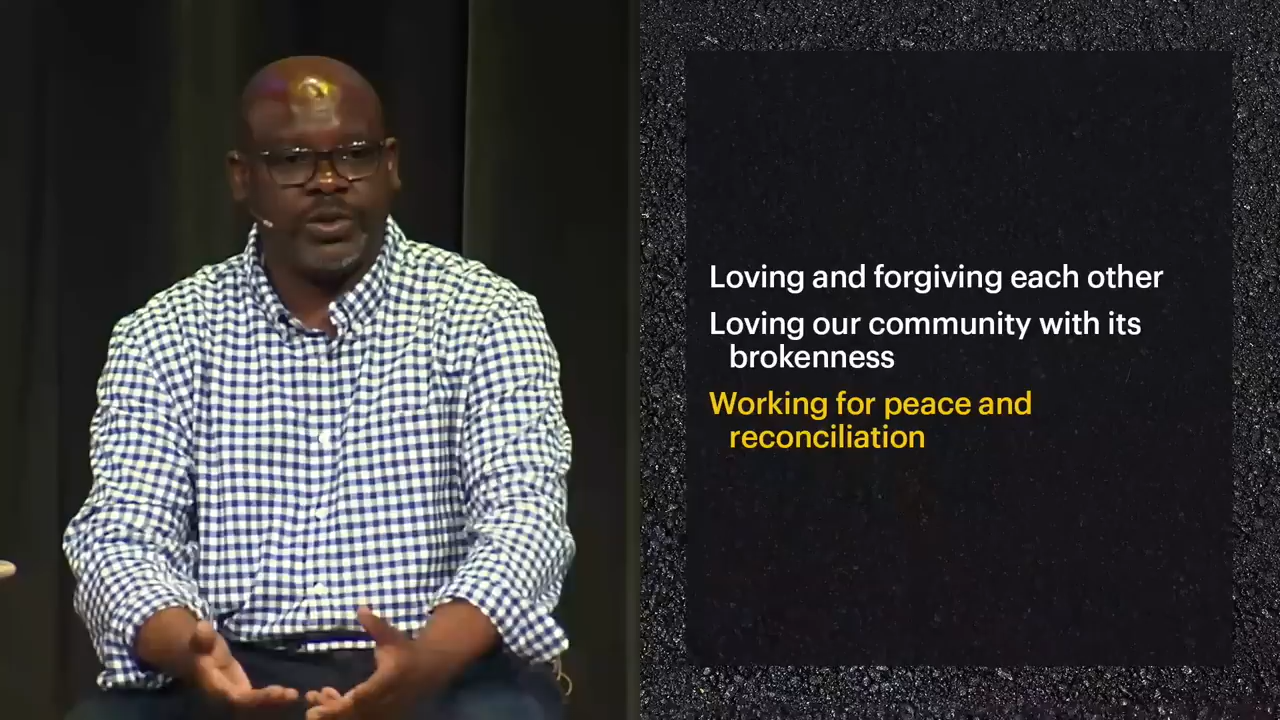 Loving and forgiving each other
Loving our community with its
brokenness
Working for peace and
reconciliation